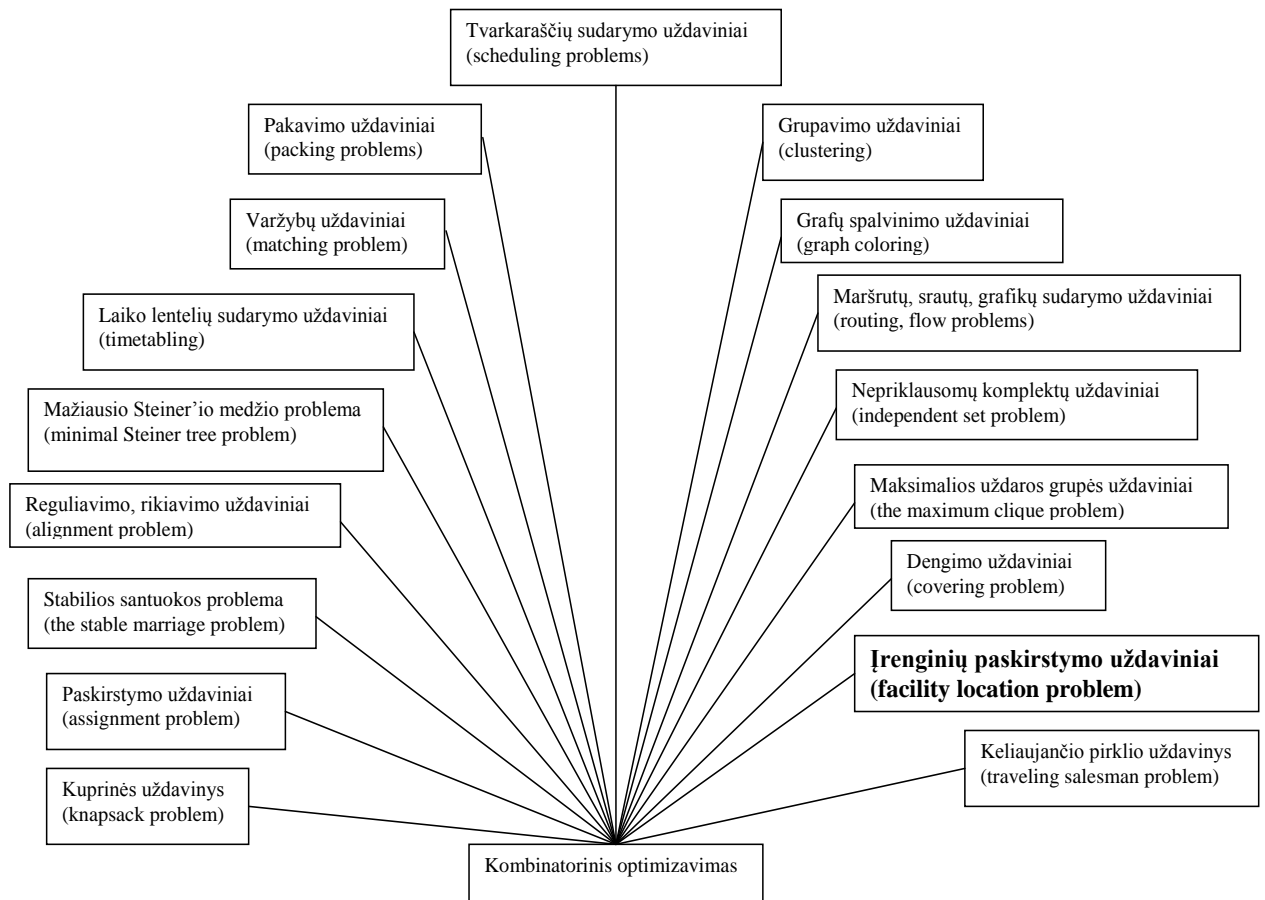 Tvarkaraščių sudarymo uždaviniai
(scheduling problems)
Pakavimo uždaviniai
(packing problems)
Grupavimo uždaviniai
(clustering)
Varžybų uždaviniai
(matching problem)
Grafų spalvinimo uždaviniai
(graph coloring)
Laiko lentelių sudarymo uždaviniai
(timetabling)
Maršrutų, srautų, grafikų sudarymo uždaviniai
(routing, flow problems)
Mažiausio Steiner’io medžio problema
(minimal Steiner tree problem)
Nepriklausomų komplektų uždaviniai
(independent set problem)
Reguliavimo, rikiavimo uždaviniai
(alignment problem)
Maksimalios uždaros grupės uždaviniai
(the maximum clique problem)
Dengimo uždaviniai
(covering problem)
Stabilios santuokos problema
(the stable marriage problem)
Įrenginių paskirstymo uždaviniai
(facility location problem)
Paskirstymo uždaviniai
(assignment problem)
Keliaujančio pirklio uždavinys
(traveling salesman problem)
Kuprinės uždavinys
(knapsack problem)
Kombinatorinis optimizavimas